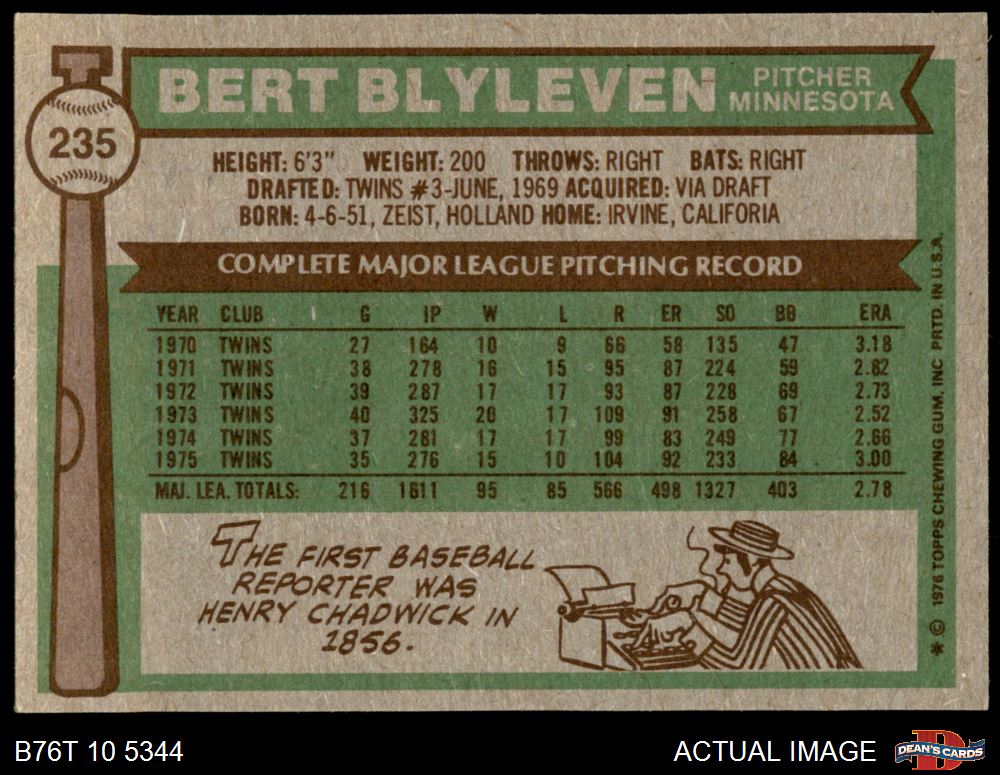 235
BERT BLYLEVEN PITCHER MINNESOTA
HEIGHT: 6'3" WEIGHT: 200 THROWS: RIGHT BATS: RIGHT
DRAFTED: TWINS #3-JUNE, 1969 ACQUIRED: VIA DRAFT
BORN: 4-6-51, ZEIST, HOLLAND HOME: IRVINE, CALIFORIA
COMPLETE MAJOR LEAGUE PITCHING RECORD
YEAR CLUB G IP W L R ER SO BB ERA
1970 TWINS 27 164 10 9 66 58 135 47 3.18
1971 TWINS 38 278 16 15 95 87 224 59 2.82
1972 TWINS 39 287 17 17 93 87 228 69 2.73
1973 TWINS 40 325 20 17 109 91 258 67 2.52
1974 TWINS 37 281 17 17 99 83 249 77 2.66
1975 TWINS 35 276 15 10 104 92 233 84 3.00
MAJ. LEA. TOTALS: 216 1611 95 85 566 498 1327 403 2.78
THE FIRST BASEBALL
REPORTER WAS
HENRY CHADWICK IN
1856.
* © 1976 TOPPS CHEWING GUM, INC PRTD. IN U.S.A.
B76T 10 5344 ACTUAL IMAGE DEAN'S CARDS